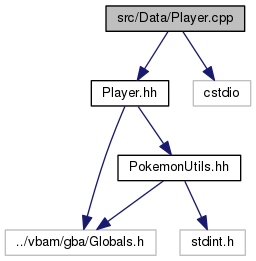 src/Data/Player.cpp
Player.hh
cstdio
PokemonUtils.hh
../vbam/gba/Globals.h
stdint.h